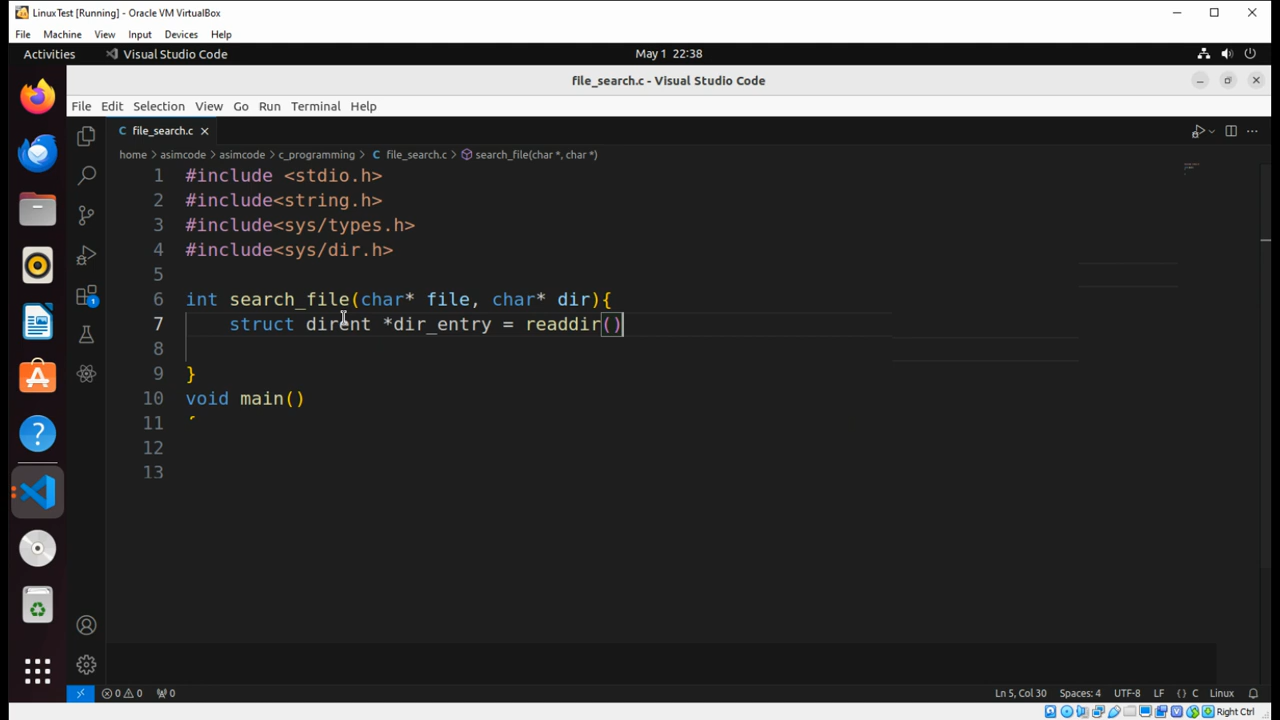 LinuxTest [Running] - Oracle VM VirtualBox
File Machine View Input Devices Help
Activities Visual Studio Code May 1 22:38
file_search.c - Visual Studio Code
File Edit Selection View Go Run Terminal Help
C file_search.c
home > asimcode > asimcode > c_programming > C file_search.c > search_file(char *, char *)
1 #include <stdio.h>
2 #include<string.h>
3 #include<sys/types.h>
4 #include<sys/dir.h>
5
6 int search_file(char* file, char* dir){
7 struct dirent *dir_entry = readdir()
8
9 }
10 void main()
11 {
12
13
1
0 0 0 Ln 5, Col 30 Spaces: 4 UTF-8 LF {} C Linux
Right Ctrl